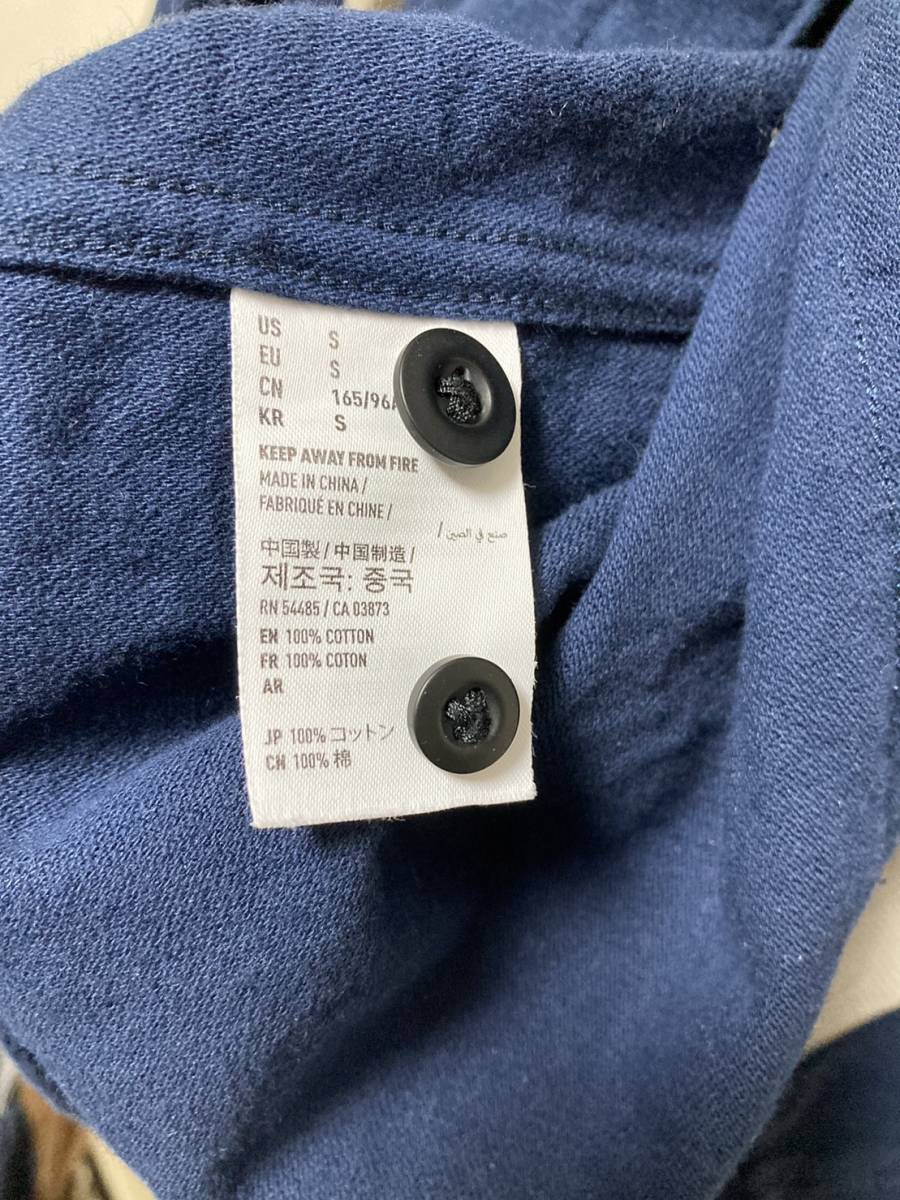 US S
EU S
CN 165/96A
KR S
KEEP AWAY FROM FIRE
MADE IN CHINA /
FABRIQUÉ EN CHINE /
صنع في الصين /
中国製 / 中国制造 /
제조국: 중국
RN 54485 / CA 03873
EN 100% COTTON
FR 100% COTON
AR
JP 100% コットン
CN 100% 棉